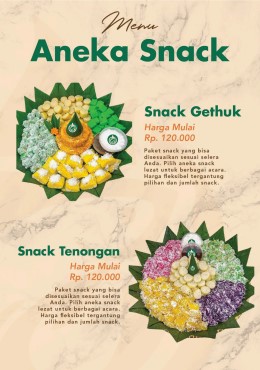 Menu
Aneka Snack
Snack Gethuk
Harga Mulai
Rp. 120.000
Paket snack yang bisa
disesuaikan sesuai selera
Anda. Pilih aneka snack
lezat untuk berbagai acara.
Harga fleksibel tergantung
pilihan dan jumlah snack.
Snack Tenongan
Harga Mulai
Rp. 120.000
Paket snack yang bisa
disesuaikan sesuai selera
Anda. Pilih aneka snack
lezat untuk berbagai acara.
Harga fleksibel tergantung
pilihan dan jumlah snack.